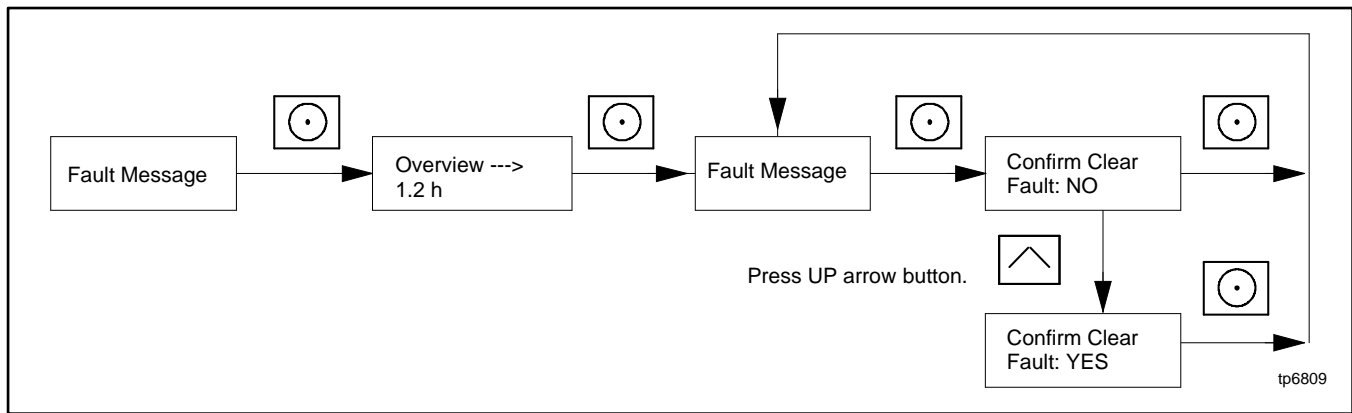 Fault Message
Overview --->
1.2 h
Fault Message
Confirm Clear
Fault: NO
Press UP arrow button.
Confirm Clear
Fault: YES
tp6809